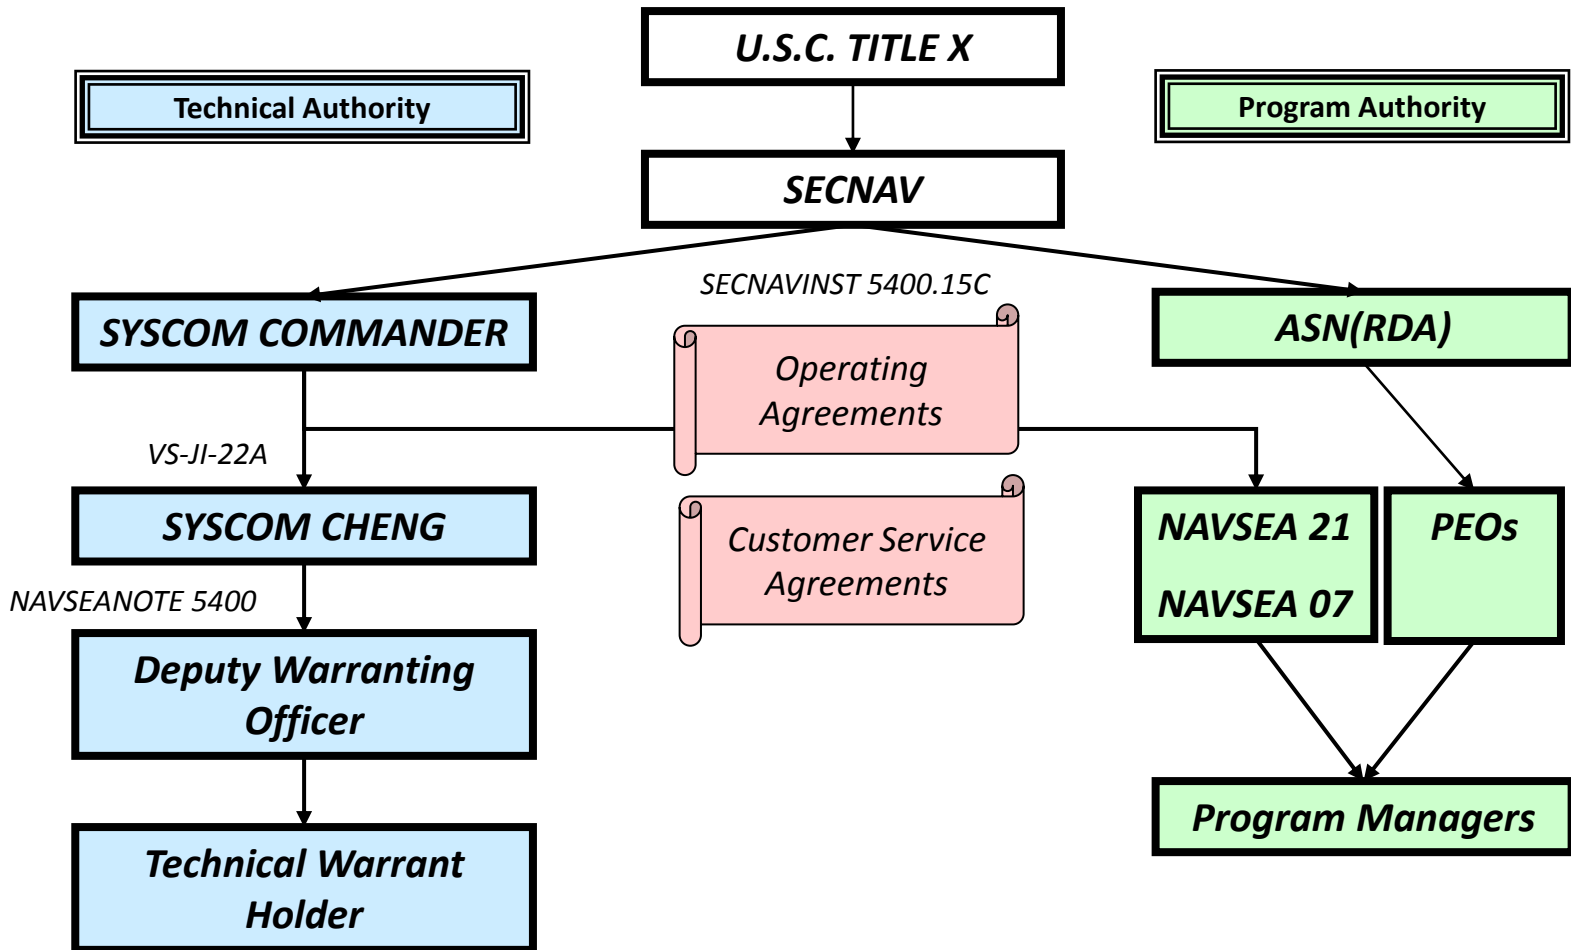 U.S.C. TITLE X
Technical Authority
Program Authority
SECNAV
SECNAVINST 5400.15C
SYSCOM COMMANDER
ASN(RDA)
Operating
Agreements
VS-JI-22A
SYSCOM CHENG
NAVSEA 21
NAVSEA 07
PEOs
Customer Service
Agreements
NAVSEANOTE 5400
Deputy Warranting
Officer
Program Managers
Technical Warrant
Holder